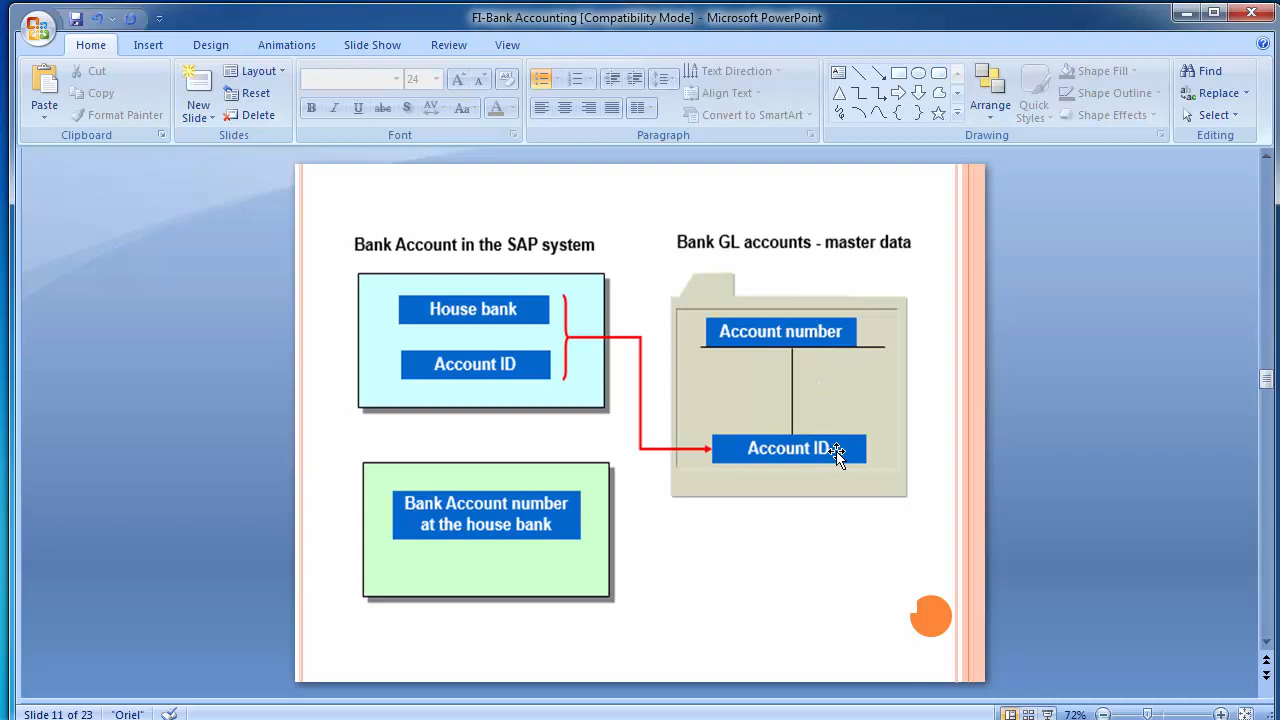 FI-Bank Accounting [Compatibility Mode] - Microsoft PowerPoint
Home Insert Design Animations Slide Show Review View
Paste
Cut
Copy
Format Painter
Clipboard
New Slide
Layout
Reset
Delete
Slides
24
B I U abc S AV Aa A
Font
Text Direction
Align Text
Convert to SmartArt
Paragraph
Arrange
Quick Styles
Shape Fill
Shape Outline
Shape Effects
Drawing
Find
Replace
Select
Editing
Bank Account in the SAP system
House bank
Account ID
Bank Account number
at the house bank
Bank GL accounts - master data
Account number
Account ID
Slide 11 of 23 "Oriel" 72%